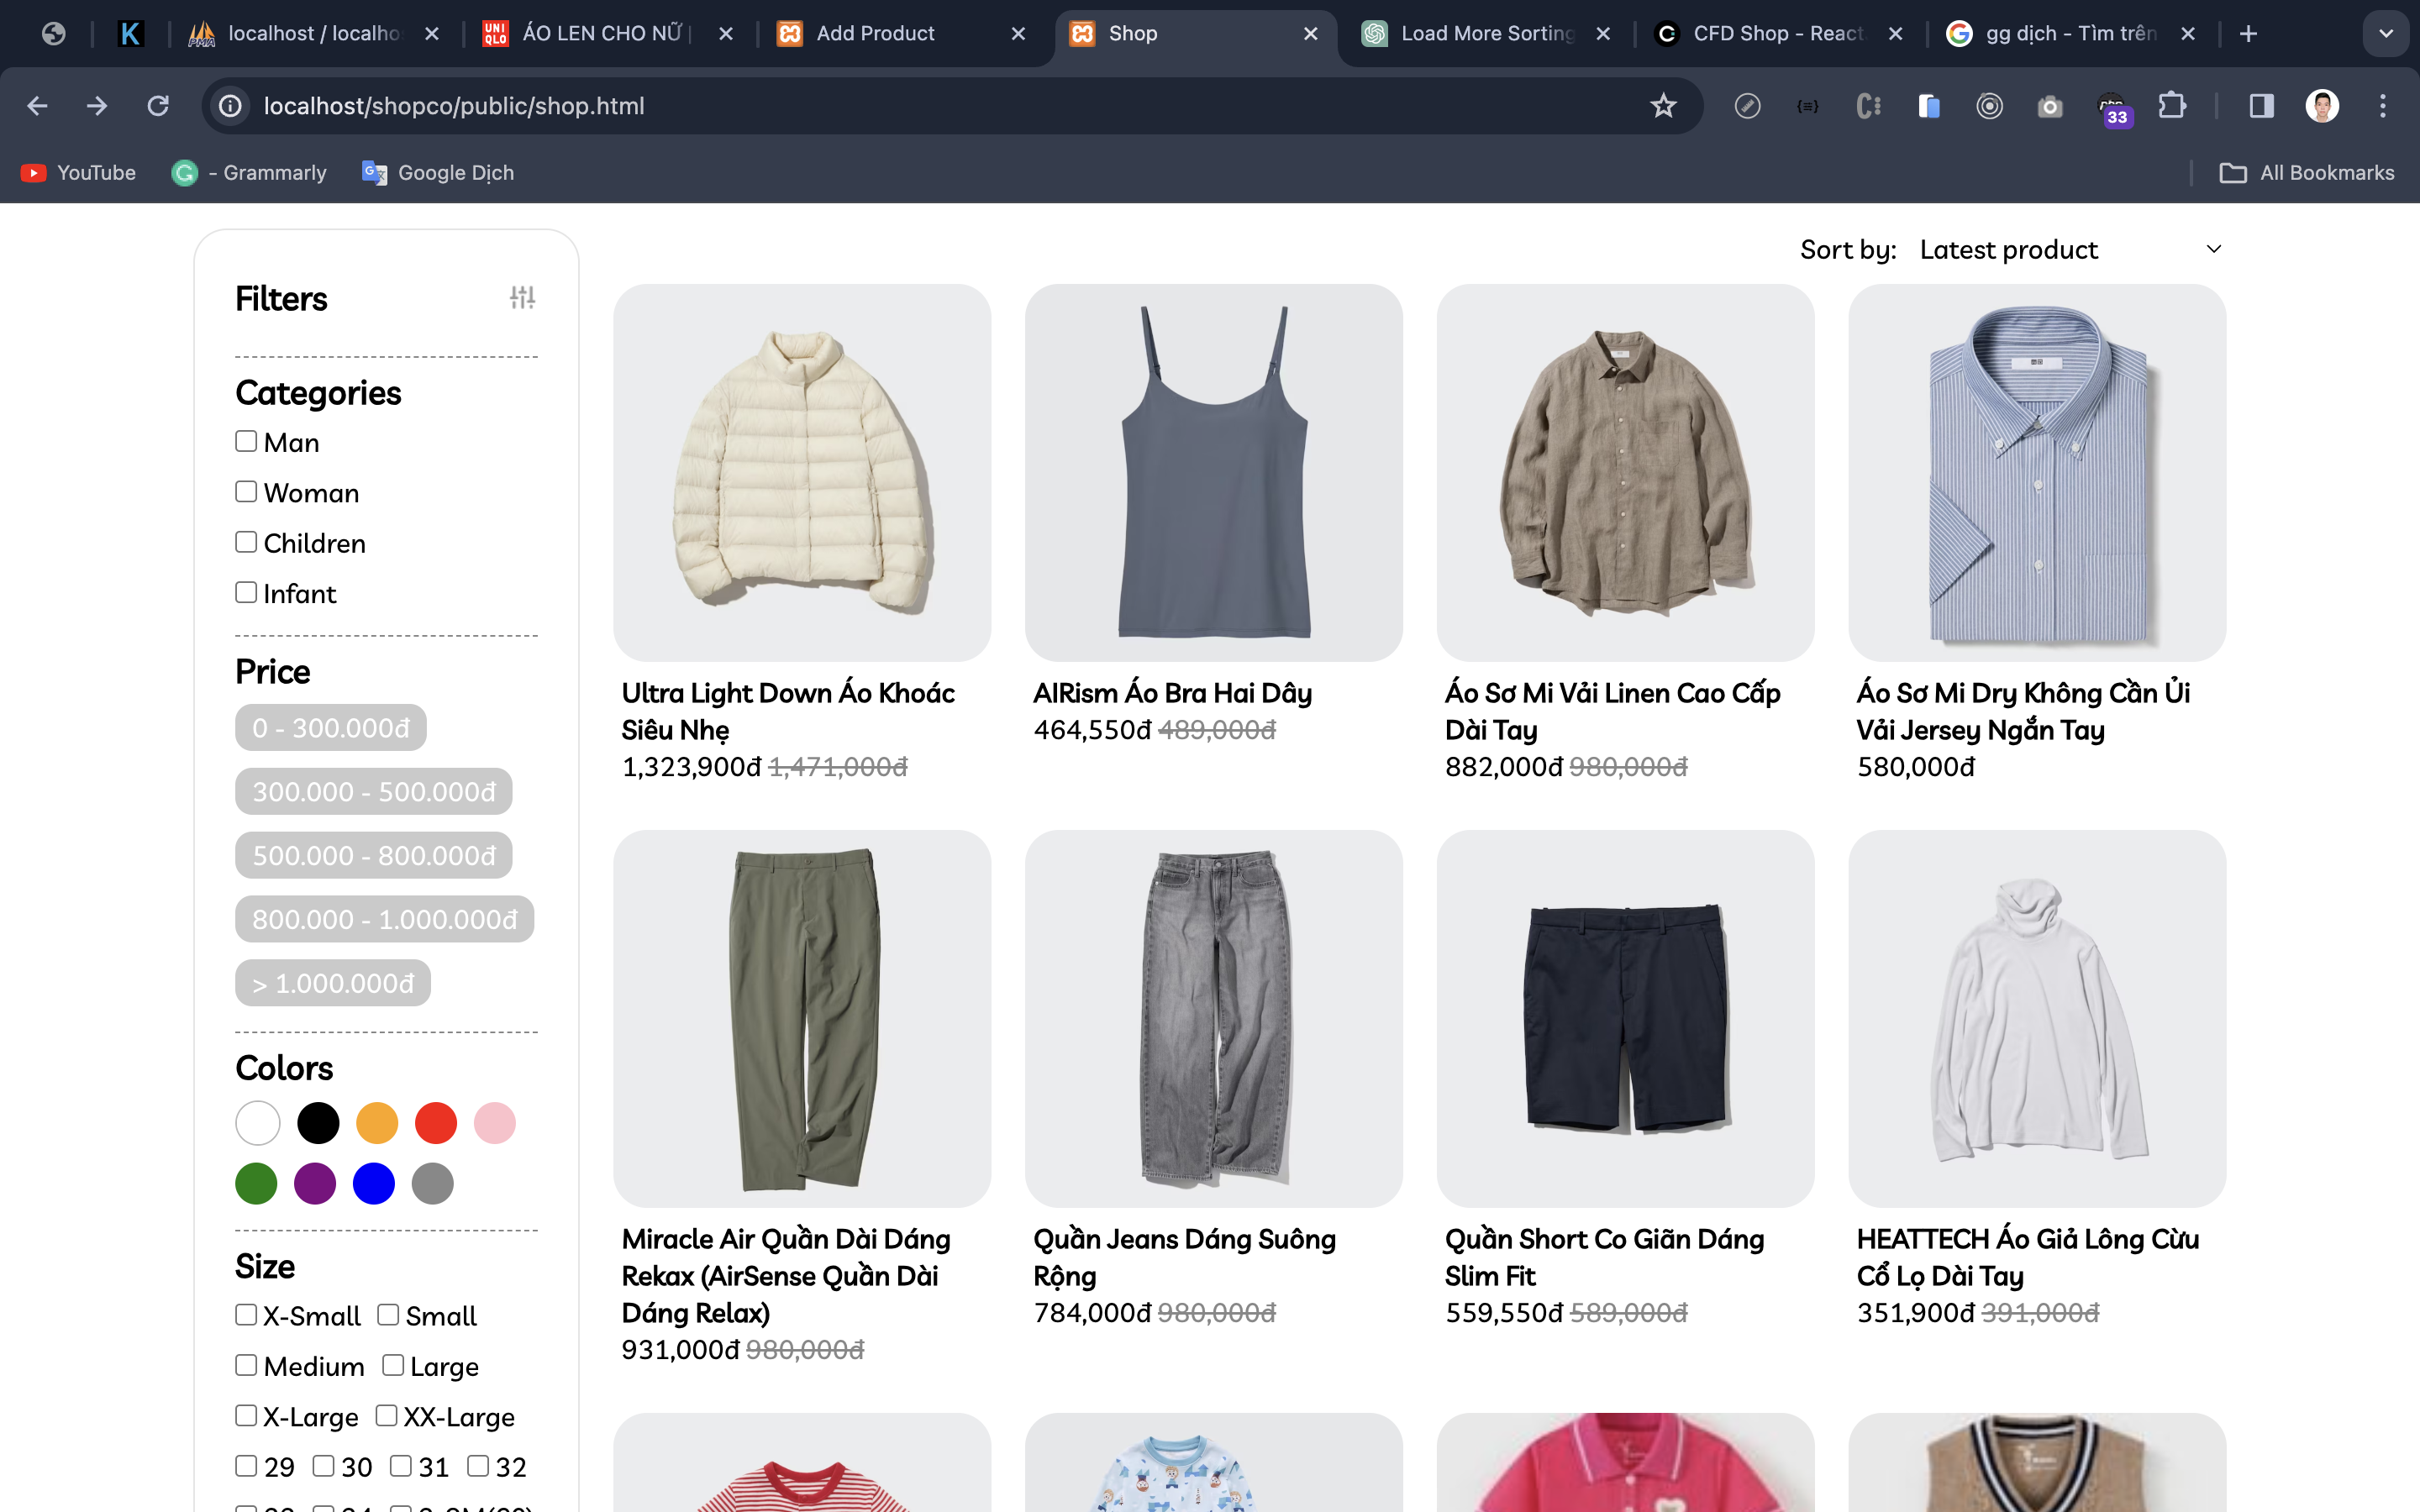 K
localhost / localho
ÁO LEN CHO NỮ |
Add Product
Shop
Load More Sorting
CFD Shop - React
gg dịch - Tìm trên
localhost/shopco/public/shop.html
33
YouTube
- Grammarly
Google Dịch
All Bookmarks
Sort by: Latest product
Filters
Categories
Man
Woman
Children
Infant
Price
0 - 300.000đ
300.000 - 500.000đ
500.000 - 800.000đ
800.000 - 1.000.000đ
> 1.000.000đ
Colors
Size
X-Small Small
Medium Large
X-Large XX-Large
29 30 31 32
Ultra Light Down Áo Khoác
Siêu Nhẹ
1,323,900đ 1,471,000đ
AIRism Áo Bra Hai Dây
464,550đ 489,000đ
Áo Sơ Mi Vải Linen Cao Cấp
Dài Tay
882,000đ 980,000đ
Áo Sơ Mi Dry Không Cần Ủi
Vải Jersey Ngắn Tay
580,000đ
Miracle Air Quần Dài Dáng
Rekax (AirSense Quần Dài
Dáng Relax)
931,000đ 980,000đ
Quần Jeans Dáng Suông
Rộng
784,000đ 980,000đ
Quần Short Co Giãn Dáng
Slim Fit
559,550đ 589,000đ
HEATTECH Áo Giả Lông Cừu
Cổ Lọ Dài Tay
351,900đ 391,000đ